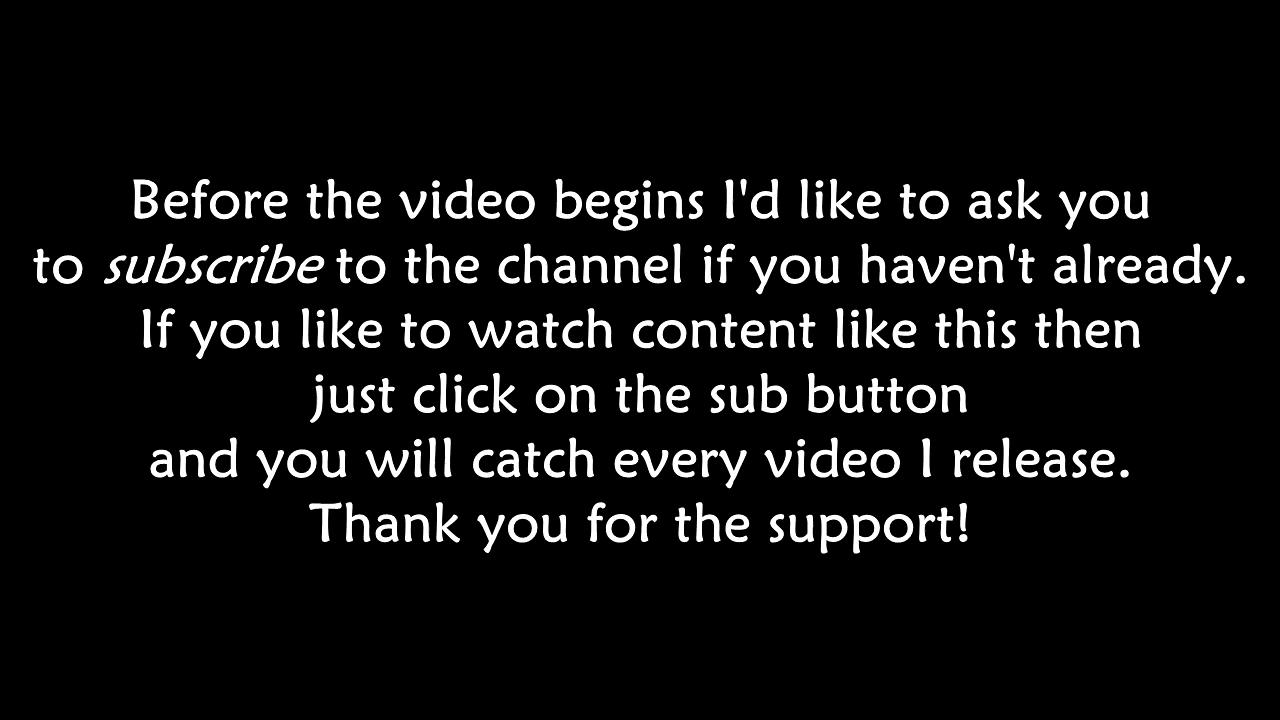 Before the video begins I'd like to ask you
to subscribe to the channel if you haven't already.
If you like to watch content like this then
just click on the sub button
and you will catch every video I release.
Thank you for the support!